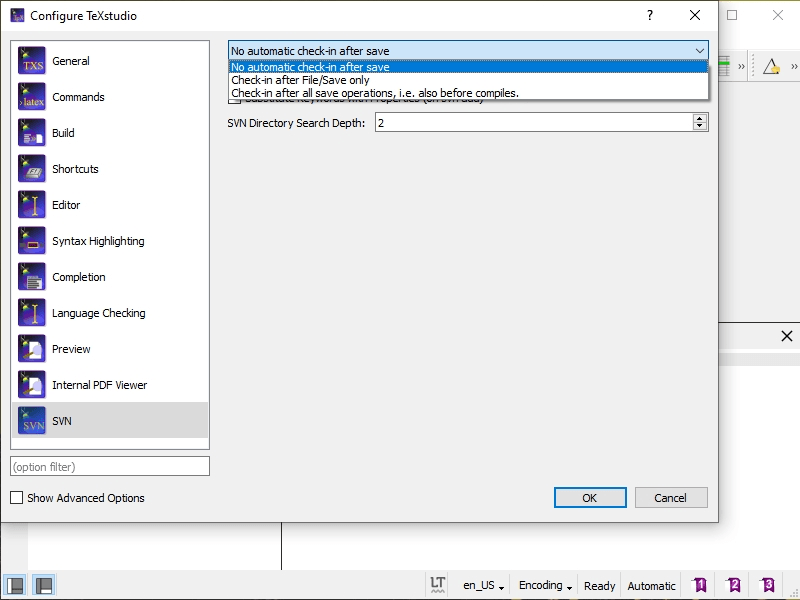 Configure TeXstudio
?
General
Commands
Build
Shortcuts
Editor
Syntax Highlighting
Completion
Language Checking
Preview
Internal PDF Viewer
SVN
(option filter)
Show Advanced Options
No automatic check-in after save
No automatic check-in after save
Check-in after File/Save only
Check-in after all save operations, i.e. also before compiles.
SVN Directory Search Depth:
2
OK
Cancel
LT
en_US
Encoding
Ready
Automatic
1
2
3